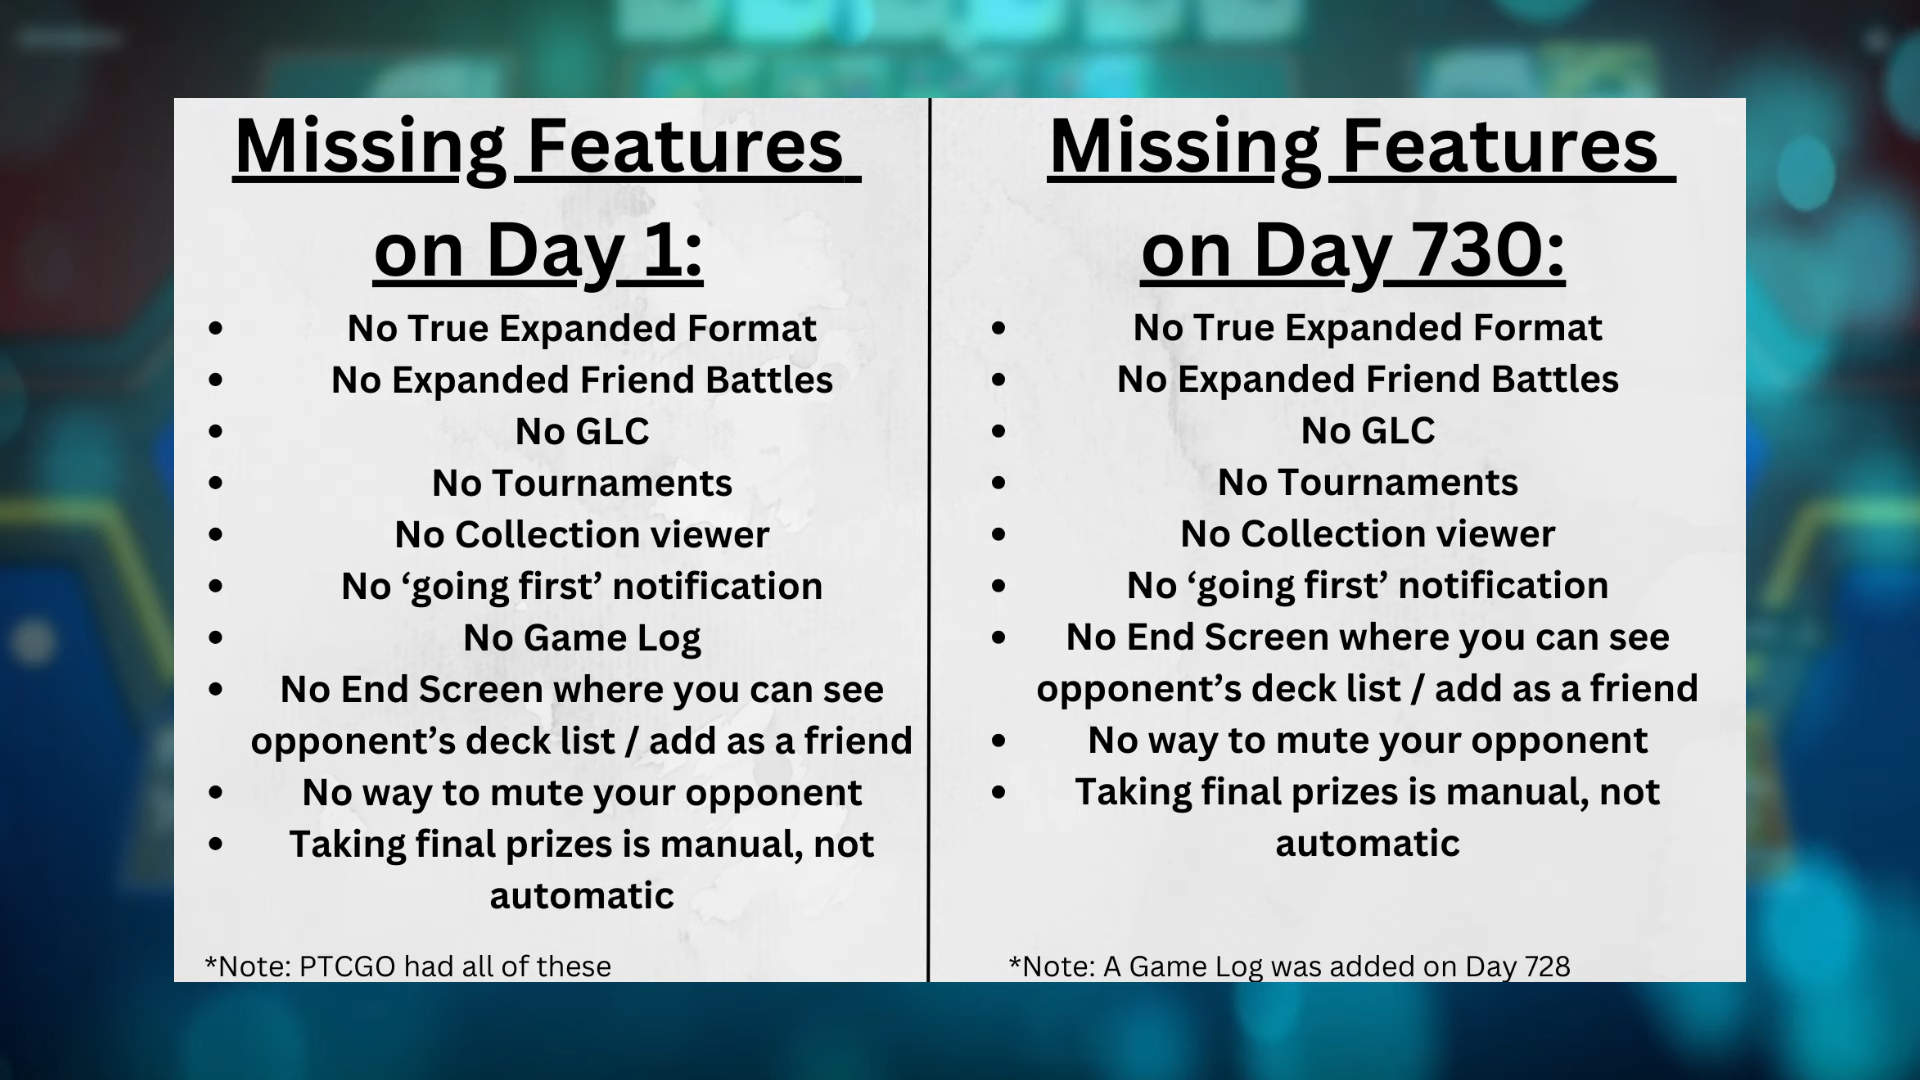 Missing Features
on Day 1:
• No True Expanded Format
• No Expanded Friend Battles
• No GLC
• No Tournaments
• No Collection viewer
• No ‘going first’ notification
• No Game Log
• No End Screen where you can see
opponent’s deck list / add as a friend
• No way to mute your opponent
• Taking final prizes is manual, not
automatic
*Note: PTCGO had all of these
Missing Features
on Day 730:
• No True Expanded Format
• No Expanded Friend Battles
• No GLC
• No Tournaments
• No Collection viewer
• No ‘going first’ notification
• No End Screen where you can see
opponent’s deck list / add as a friend
• No way to mute your opponent
• Taking final prizes is manual, not
automatic
*Note: A Game Log was added on Day 728